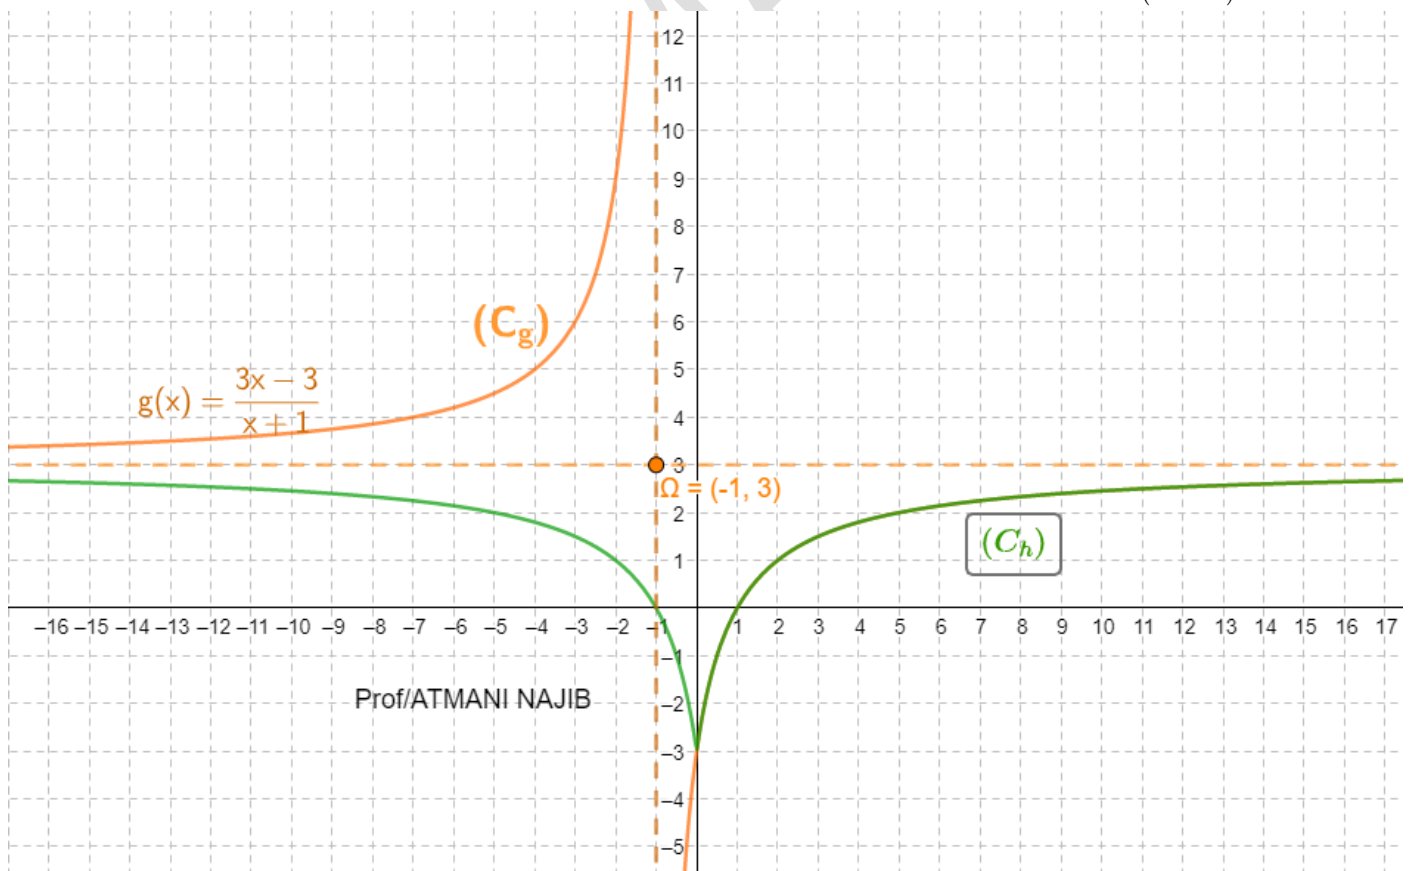 12
11
10
9
8
7
6
(C_g)
5
g(x) = \frac{3x − 3}{x + 1}
4
3
Ω = (-1, 3)
2
(C_h)
1
–16 –15 –14 –13 –12 –11 –10 –9 –8 –7 –6 –5 –4 –3 –2 –1 1 2 3 4 5 6 7 8 9 10 11 12 13 14 15 16 17
–1
Prof/ATMANI NAJIB
–2
–3
–4
–5